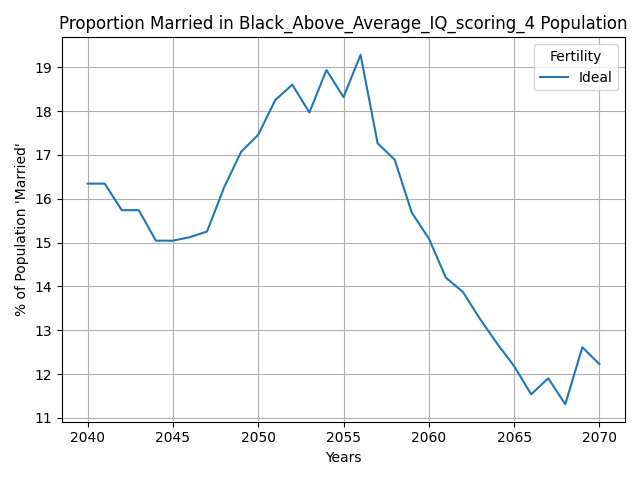 Proportion Married in Black_Above_Average_IQ_scoring_4 Population
Fertility
Ideal
% of Population 'Married'
19
18
17
16
15
14
13
12
11
2040 2045 2050 2055 2060 2065 2070
Years